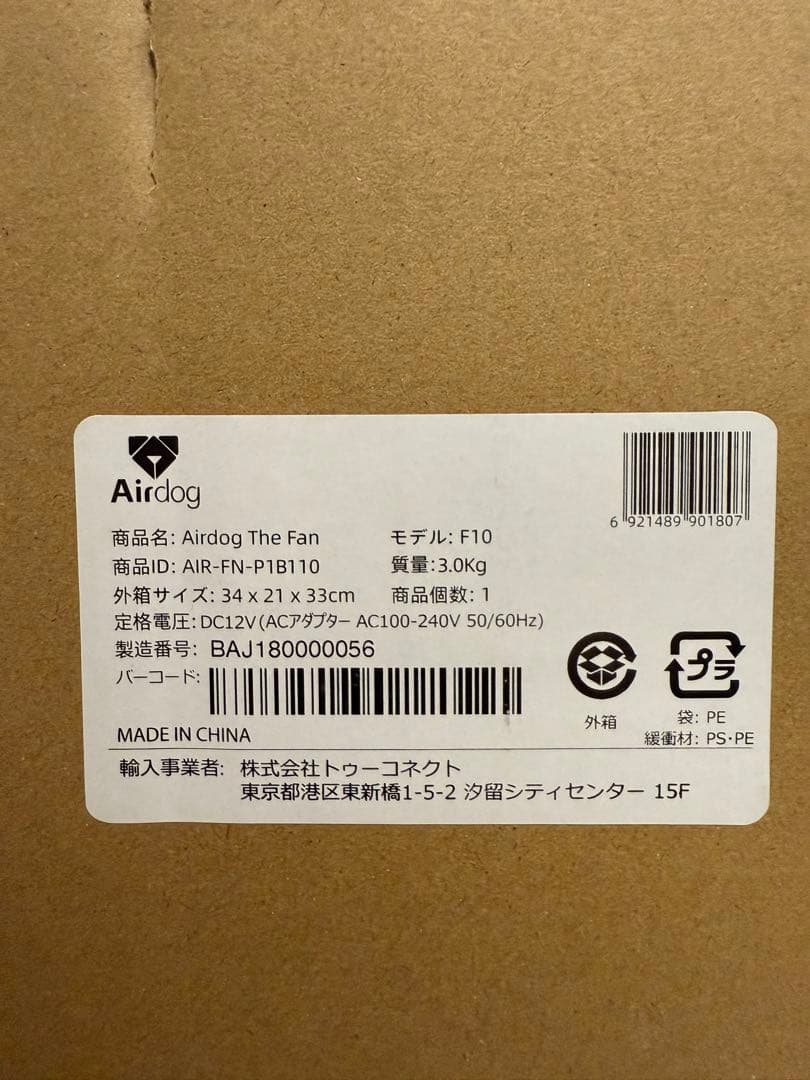 Airdog
6 921489 901807
商品名: Airdog The Fan モデル: F10
商品ID: AIR-FN-P1B110 質量:3.0Kg
外箱サイズ: 34 x 21 x 33cm 商品個数: 1
定格電圧:DC12V(ACアダプター AC100-240V 50/60Hz)
製造番号: BAJ180000056
バーコード:
プラ
外箱
袋: PE
緩衝材: PS・PE
MADE IN CHINA
輸入事業者: 株式会社トゥーコネクト
東京都港区東新橋1-5-2 汐留シティセンター 15F